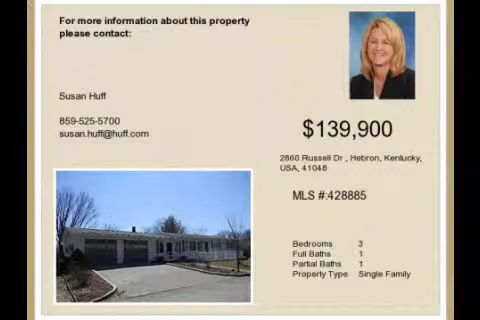 For more information about this property
please contact:
Susan Huff
859-525-5700
susan.huff@huff.com
$139,900
2860 Russell Dr , Hebron, Kentucky,
USA, 41048
MLS #:428885
Bedrooms 3
Full Baths 1
Partial Baths 1
Property Type Single Family